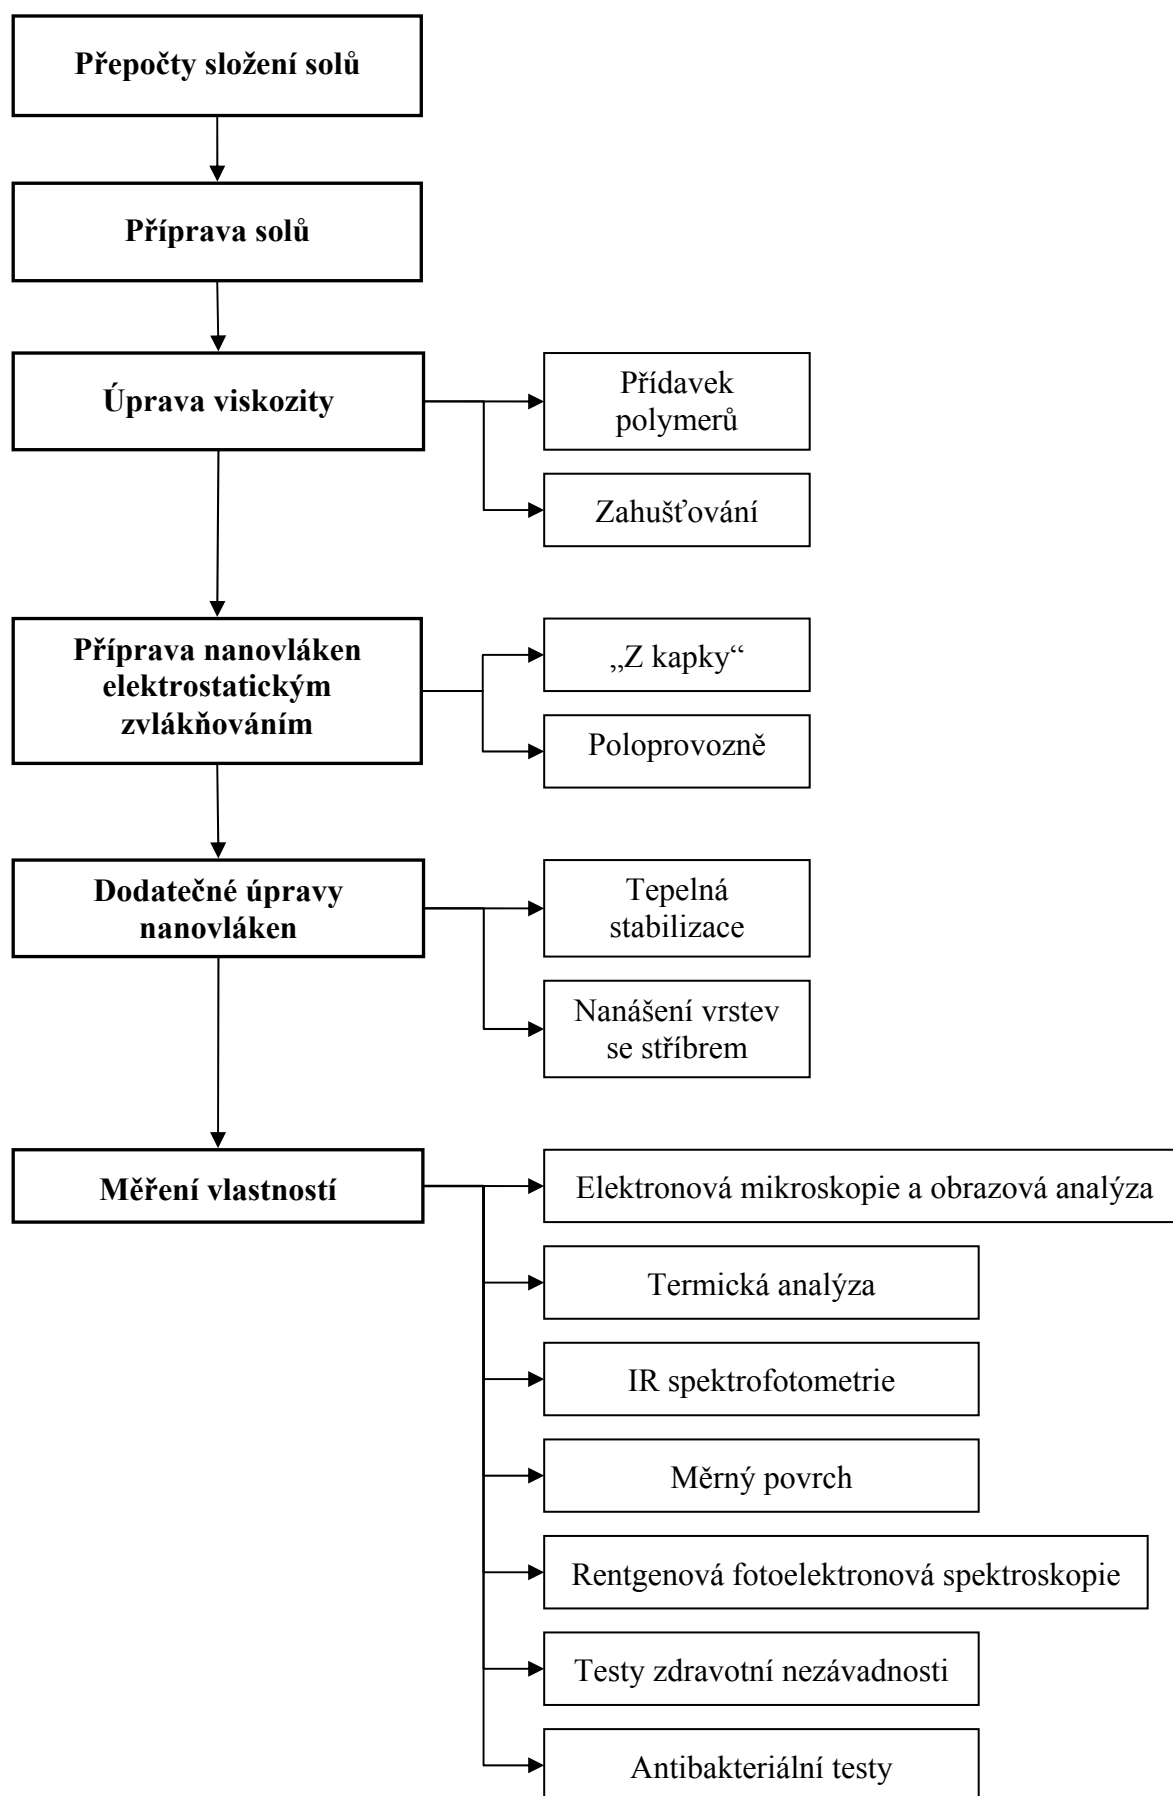 Přepočty složení solů
Příprava solů
Úprava viskozity
Přídavek
polymerů
Zahušťování
Příprava nanovláken
elektrostatickým
zvlákňováním
„Z kapky“
Poloprovozně
Dodatečné úpravy
nanovláken
Tepelná
stabilizace
Nanášení vrstev
se stříbrem
Měření vlastností
Elektronová mikroskopie a obrazová analýza
Termická analýza
IR spektrofotometrie
Měrný povrch
Rentgenová fotoelektronová spektroskopie
Testy zdravotní nezávadnosti
Antibakteriální testy